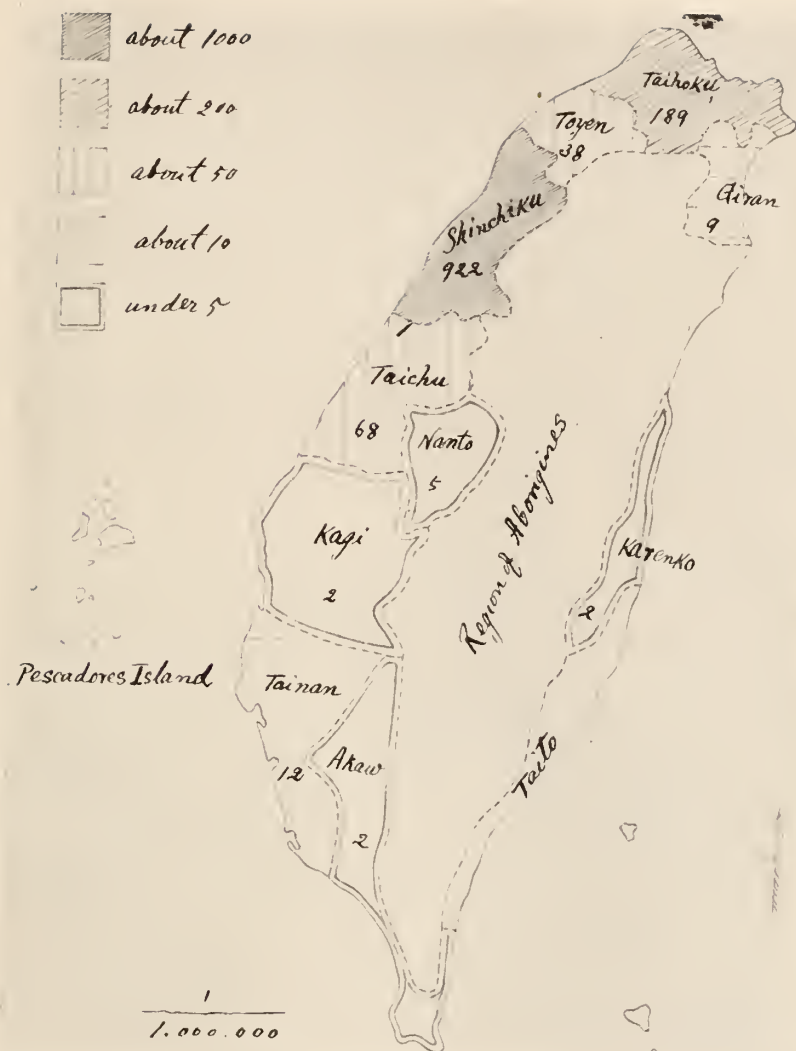 about 1000
about 200
about 50
about 10
under 5
Taihoku
189
Toyen
38
Giran
9
Shinchiku
922
Taichu
68
Nanto
5
Region of Aborigines
Kagi
2
Karenko
2
Pescadores Island
Tainan
12
Akaw
2
Taito
1
1.000.000